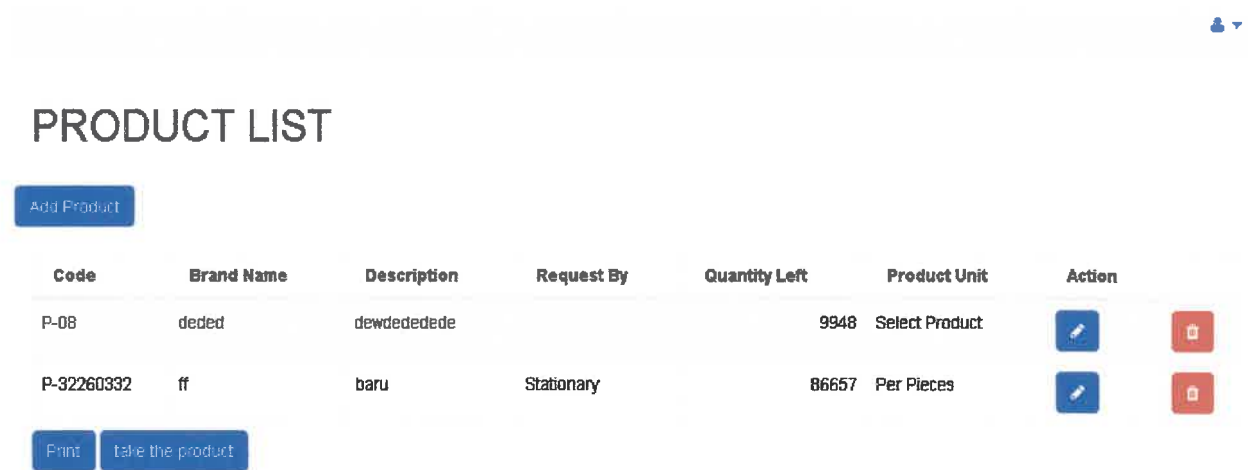 PRODUCT LIST
Add Product
Code Brand Name Description Request By Quantity Left Product Unit Action
P-08 deded dewdededede 9948 Select Product
P-32260332 ff baru Stationary 86657 Per Pieces
Print take the product